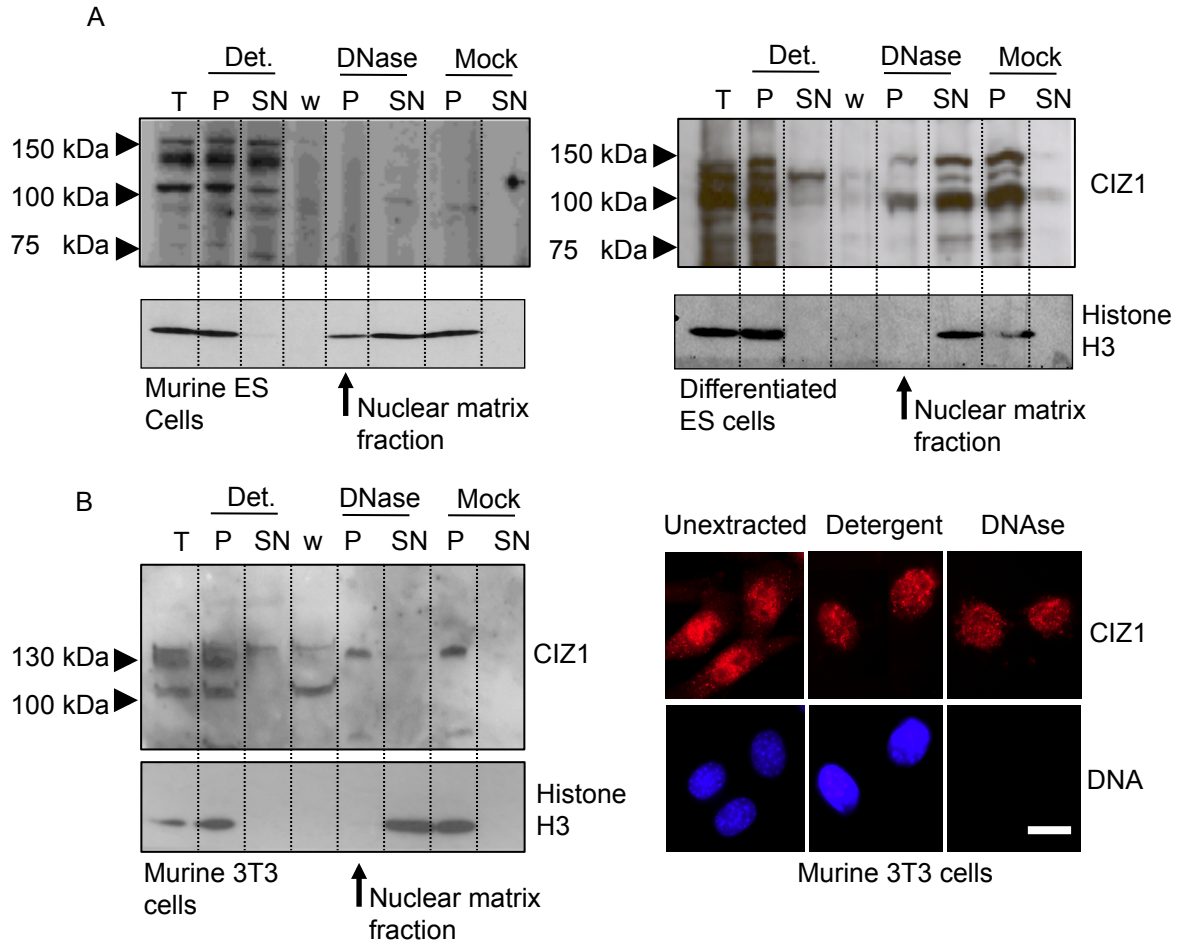 A
Det. DNase Mock
T P SN w P SN P SN
150 kDa
100 kDa
75 kDa
Murine ES
Cells
Nuclear matrix
fraction
Det. DNase Mock
T P SN w P SN P SN
150 kDa
100 kDa
75 kDa
CIZ1
Histone
H3
Differentiated
ES cells
Nuclear matrix
fraction
B
Det. DNase Mock
T P SN w P SN P SN
130 kDa
100 kDa
CIZ1
Histone
H3
Murine 3T3
cells
Nuclear matrix
fraction
Unextracted Detergent DNAse
CIZ1
DNA
Murine 3T3 cells